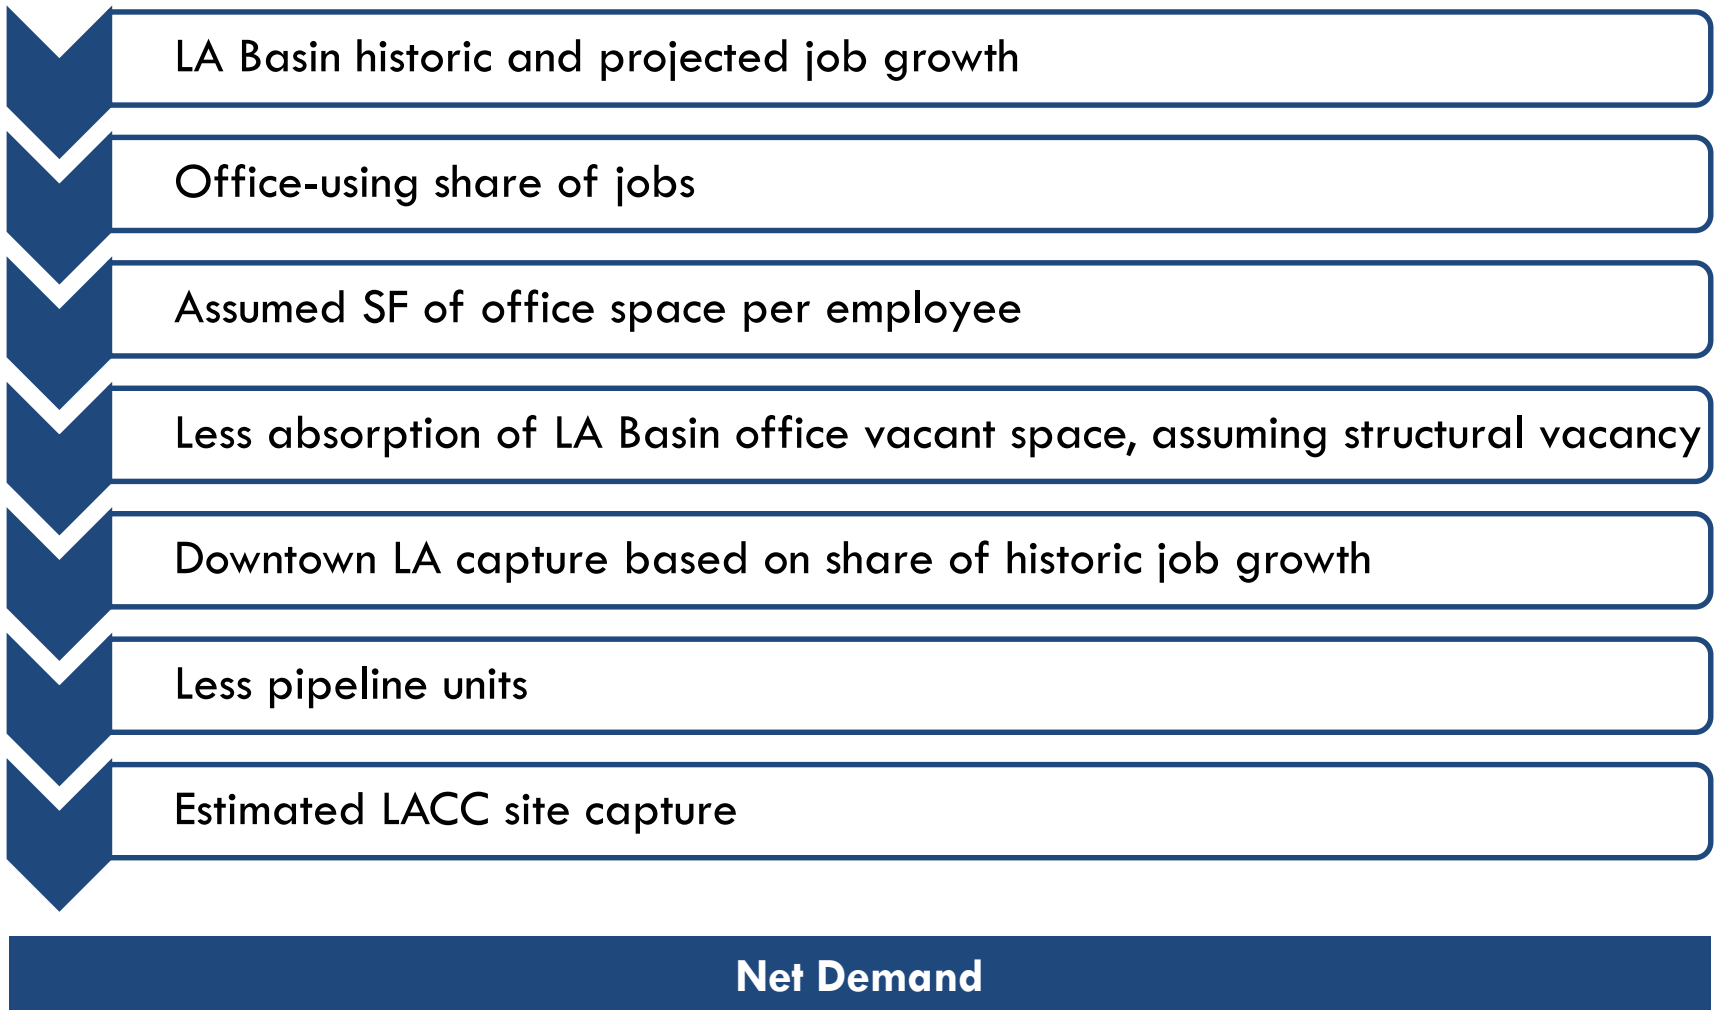 LA Basin historic and projected job growth
Office-using share of jobs
Assumed SF of office space per employee
Less absorption of LA Basin office vacant space, assuming structural vacancy
Downtown LA capture based on share of historic job growth
Less pipeline units
Estimated LACC site capture
Net Demand